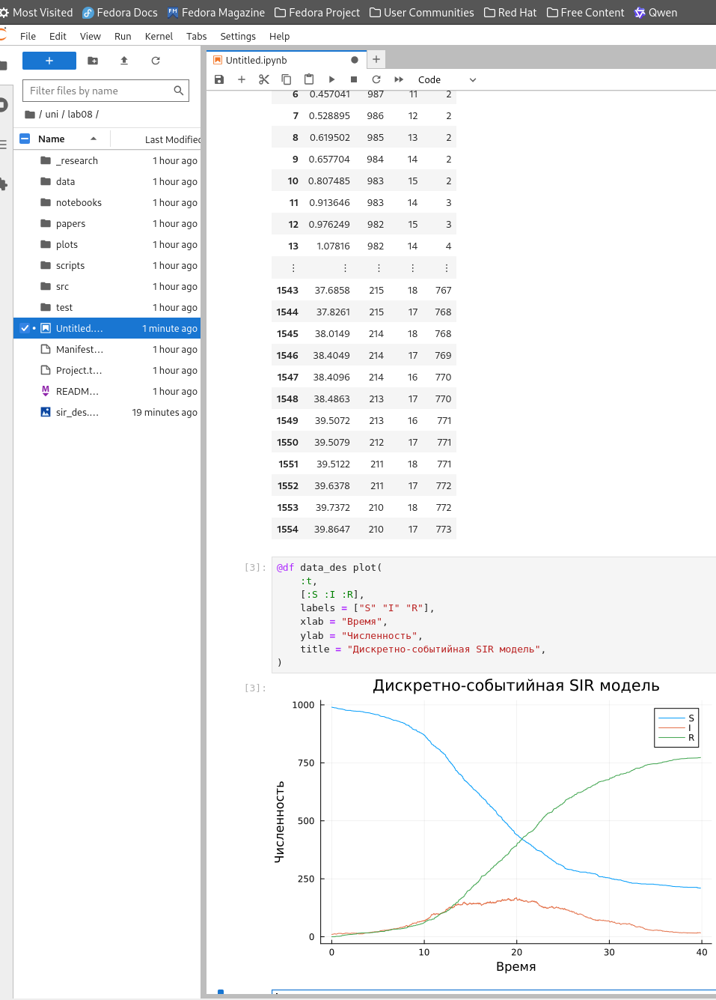 Most Visited Fedora Docs Fedora Magazine Fedora Project User Communities Red Hat Free Content Qwen
File Edit View Run Kernel Tabs Settings Help
Untitled.ipynb
Code
Filter files by name
/ uni / lab08 /
Name Last Modified
_research 1 hour ago
data 1 hour ago
notebooks 1 hour ago
papers 1 hour ago
plots 1 hour ago
scripts 1 hour ago
src 1 hour ago
test 1 hour ago
Untitled.... 1 minute ago
Manifest... 1 hour ago
Project.t... 1 hour ago
READM... 1 hour ago
sir_des.... 19 minutes ago
6 0.457041 987 11 2
7 0.528895 986 12 2
8 0.619502 985 13 2
9 0.657704 984 14 2
10 0.807485 983 15 2
11 0.913646 983 14 3
12 0.976249 982 15 3
13 1.07816 982 14 4
⋮ ⋮ ⋮ ⋮ ⋮
1543 37.6858 215 18 767
1544 37.8261 215 17 768
1545 38.0149 214 18 768
1546 38.4049 214 17 769
1547 38.4096 214 16 770
1548 38.4863 213 17 770
1549 39.5072 213 16 771
1550 39.5079 212 17 771
1551 39.5122 211 18 771
1552 39.6378 211 17 772
1553 39.7372 210 18 772
1554 39.8647 210 17 773
[3]: @df data_des plot(
:t,
[:S :I :R],
labels = ["S" "I" "R"],
xlab = "Время",
ylab = "Численность",
title = "Дискретно-событийная SIR модель",
)
[3]:
Дискретно-событийная SIR модель
S
I
R
Численность
1000
750
500
250
0
0 10 20 30 40
Время